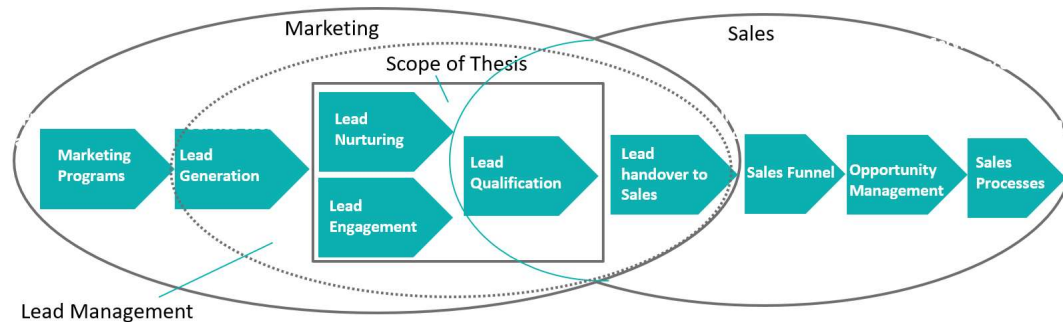 Marketing
Sales
Scope of Thesis
Marketing
Programs
Lead
Generation
Lead
Nurturing
Lead
Engagement
Lead
Qualification
Lead
handover to
Sales
Sales Funnel
Opportunity
Management
Sales
Processes
Lead Management